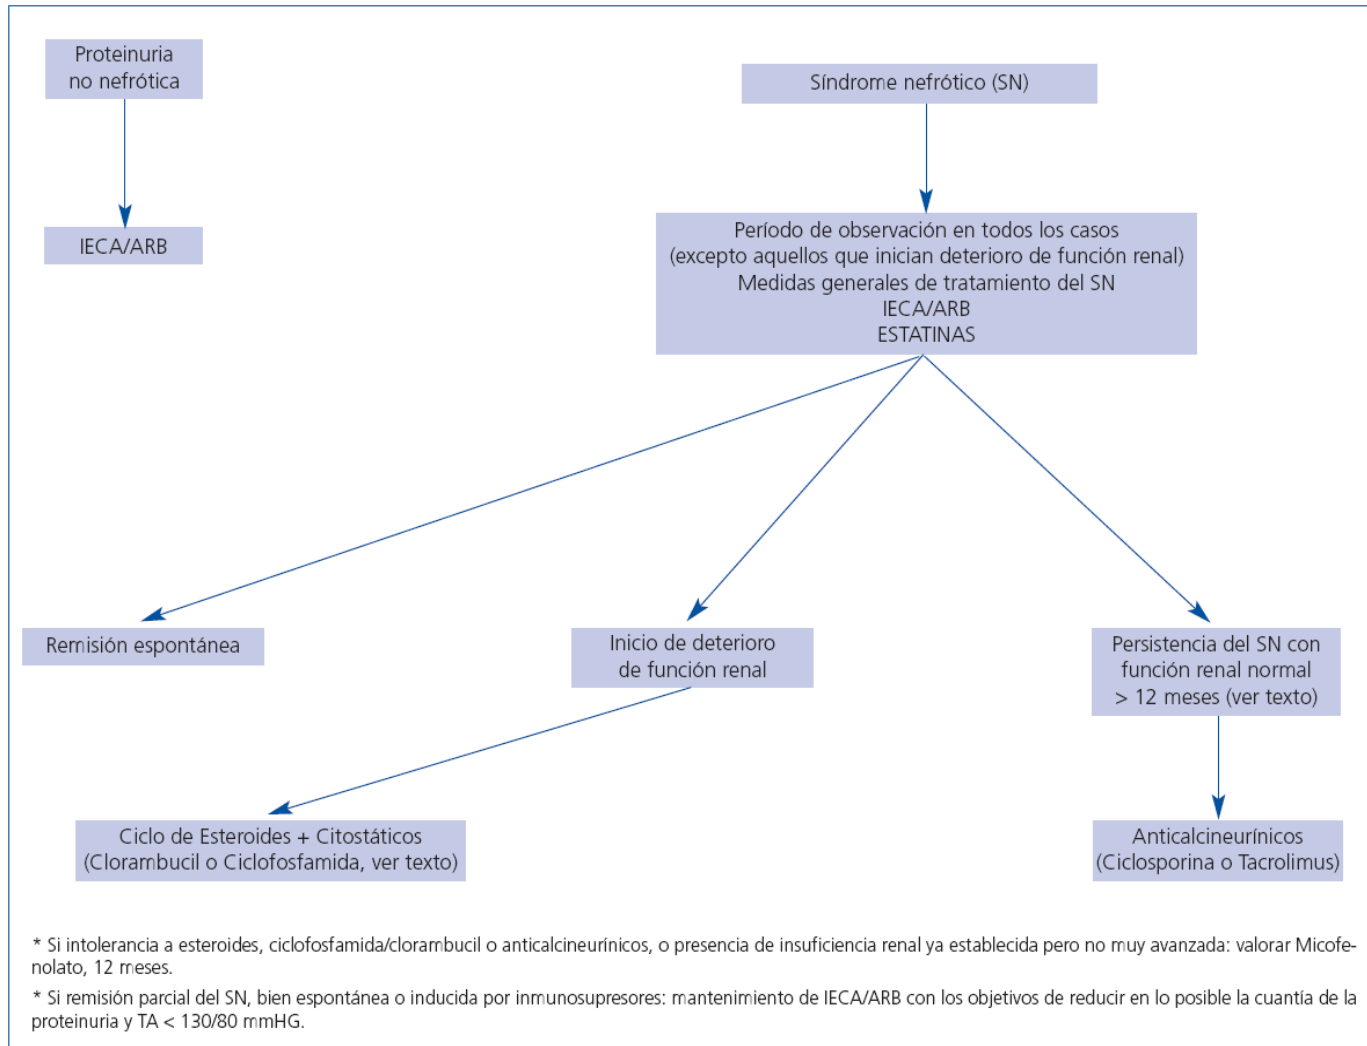 Proteinuria
no nefrótica
Síndrome nefrótico (SN)
IECA/ARB
Período de observación en todos los casos
(excepto aquellos que inician deterioro de función renal)
Medidas generales de tratamiento del SN
IECA/ARB
ESTATINAS
Remisión espontánea
Inicio de deterioro
de función renal
Persistencia del SN con
función renal normal
> 12 meses (ver texto)
Ciclo de Esteroides + Citostáticos
(Clorambucil o Ciclofosfamida, ver texto)
Anticalcineurínicos
(Ciclosporina o Tacrolimus)
* Si intolerancia a esteroides, ciclofosfamida/clorambucil o anticalcineurínicos, o presencia de insuficiencia renal ya establecida pero no muy avanzada: valorar Micofe-
nolato, 12 meses.
* Si remisión parcial del SN, bien espontánea o inducida por inmunosupresores: mantenimiento de IECA/ARB con los objetivos de reducir en lo posible la cuantía de la
proteinuria y TA < 130/80 mmHG.